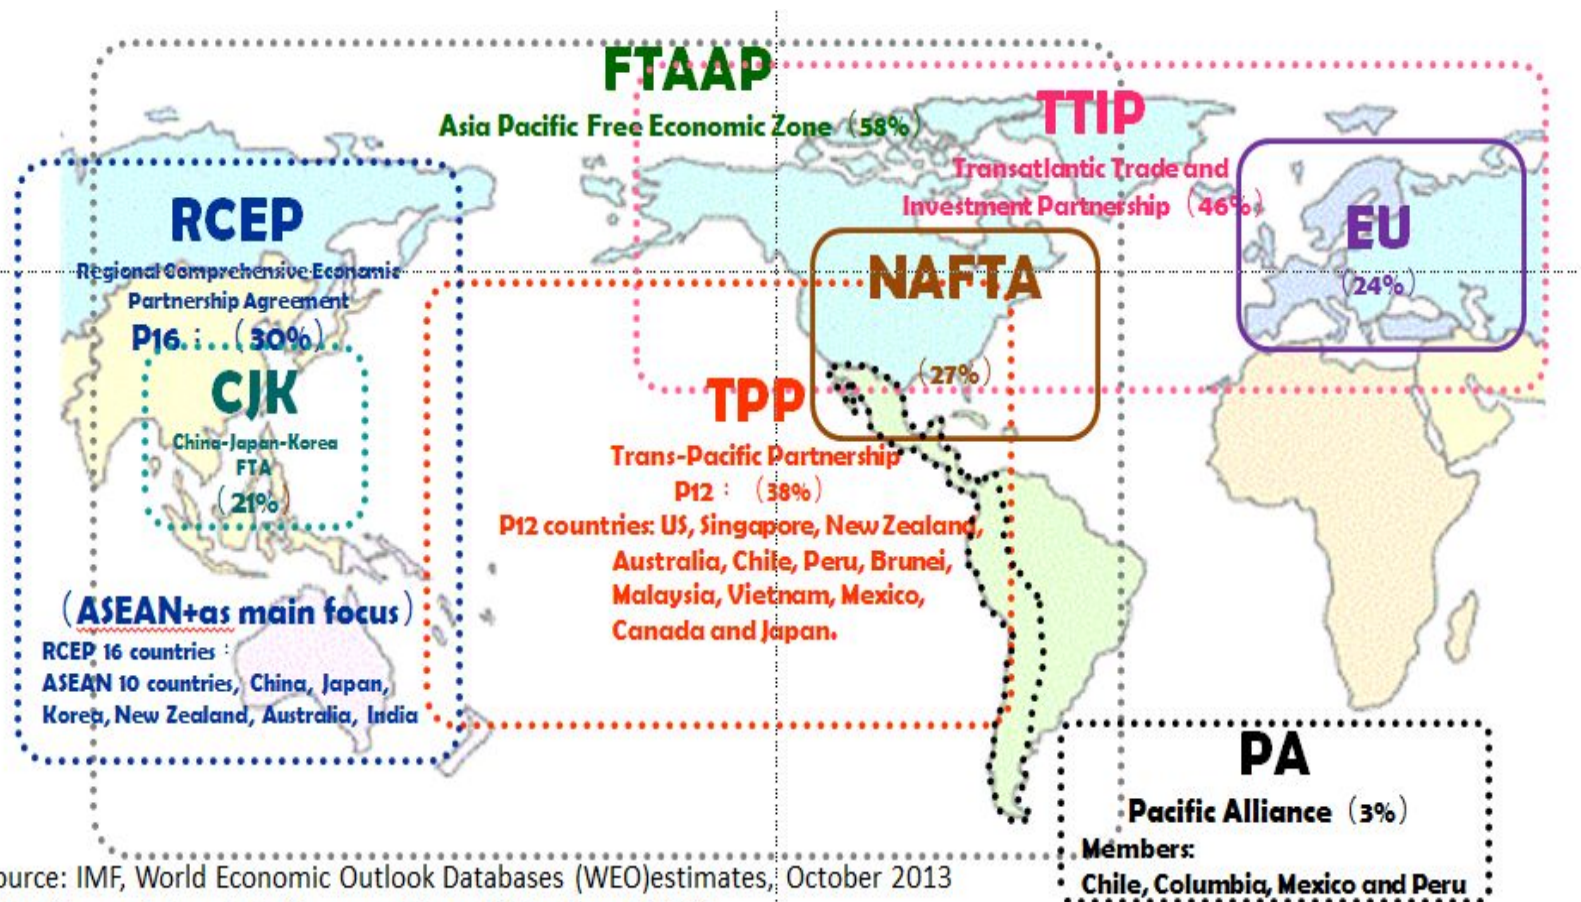 FTAAP
Asia Pacific Free Economic Zone (58%)
TTIP
Transatlantic Trade and
Investment Partnership (46%)
RCEP
Regional Comprehensive Economic
Partnership Agreement
P16 : (30%)
CJK
China-Japan-Korea
FTA
(21%)
(ASEAN+as main focus)
RCEP 16 countries :
ASEAN 10 countries, China, Japan,
Korea, New Zealand, Australia, India
NAFTA
(27%)
EU
(24%)
TPP
Trans-Pacific Partnership
P12 : (38%)
P12 countries: US, Singapore, New Zealand,
Australia, Chile, Peru, Brunei,
Malaysia, Vietnam, Mexico,
Canada and Japan.
PA
Pacific Alliance (3%)
Members:
Chile, Columbia, Mexico and Peru
ource: IMF, World Economic Outlook Databases (WEO)estimates, October 2013